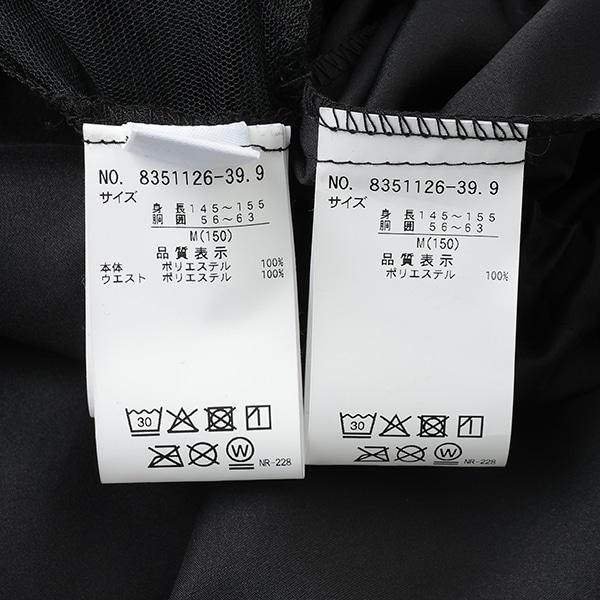 NO. 8351126-39.9
サイズ
身長 145～155
胴囲 56～63
M(150)
品質表示
本体 ポリエステル 100%
ウエスト ポリエステル 100%
30
W
NR-228
NO. 8351126-39.9
サイズ
身長 145～155
胴囲 56～63
M(150)
品質表示
ポリエステル 100%
30
W
NR-228